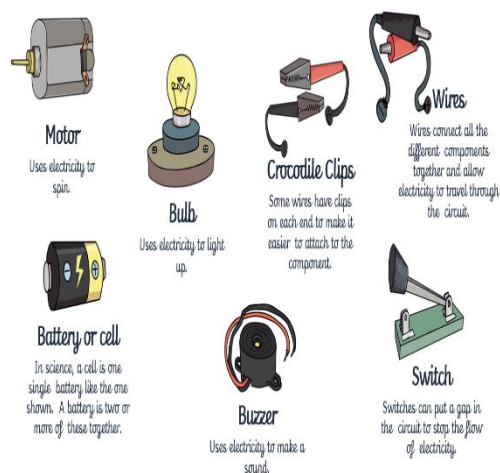 Motor
Uses electricity to
spin.
Bulb
Uses electricity to light
up.
Crocodile Clips
Some wires have clips
on each end to make it
easier to attach to the
component.
Wires
Wires connect all the
different components
together and allow
electricity to travel through
the circuit.
Battery or cell
In science, a cell is one
single battery like the one
shown. A battery is two or
more of these together.
Buzzer
Uses electricity to make a
sound.
Switch
Switches can put a gap in
the circuit to stop the flow
of electricity.